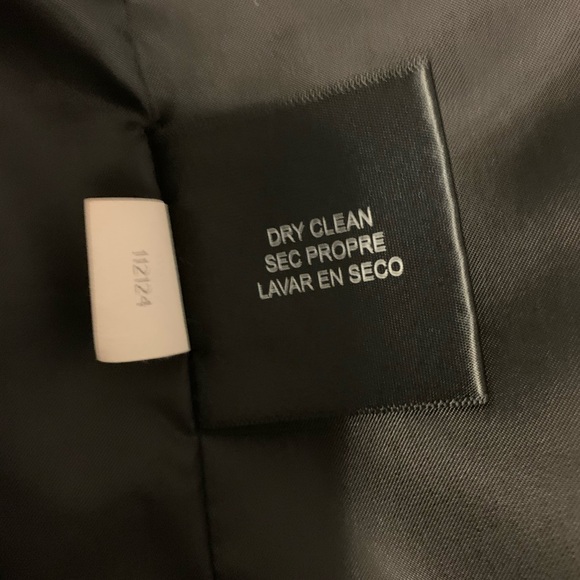 DRY CLEAN
SEC PROPRE
LAVAR EN SECO
112124